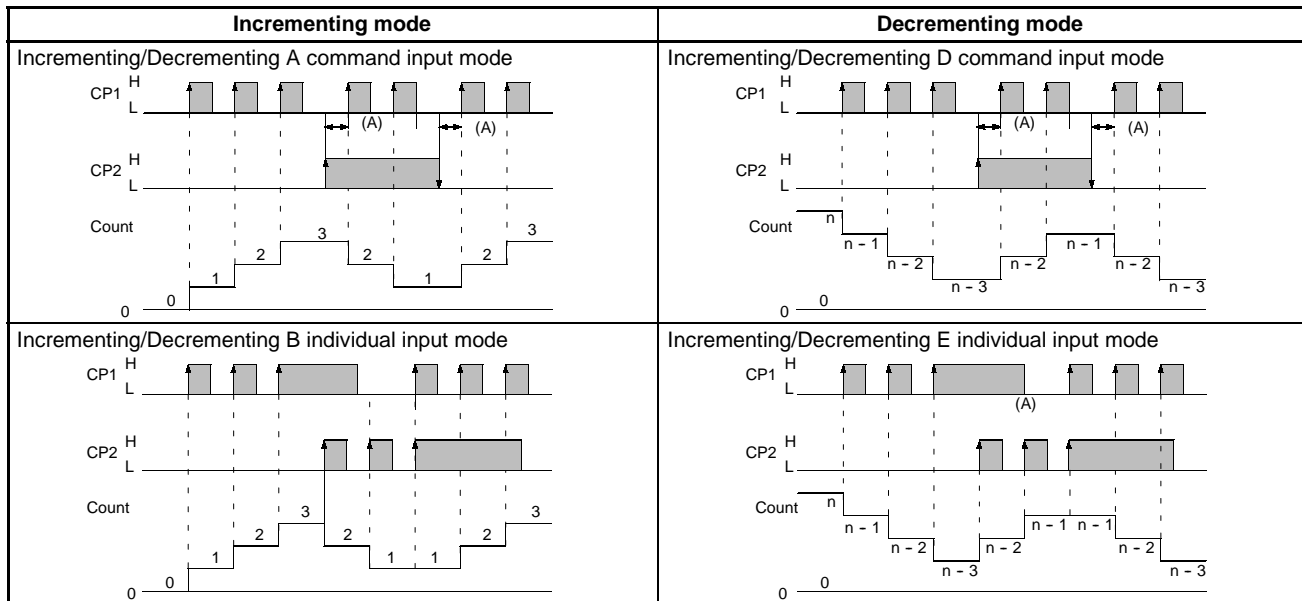 Incrementing mode
Decrementing mode
Incrementing/Decrementing A command input mode
CP1 H
L
(A)
(A)
CP2 H
L
Count
0
0
1
2
3
2
1
2
3
Incrementing/Decrementing D command input mode
CP1 H
L
(A)
(A)
CP2 H
L
Count
0
0
n
n - 1
n - 2
n - 3
n - 2
n - 1
n - 2
n - 3
Incrementing/Decrementing B individual input mode
CP1 H
L
CP2 H
L
Count
0
0
1
2
3
2
1
1
2
3
Incrementing/Decrementing E individual input mode
CP1 H
L
(A)
CP2 H
L
Count
0
0
n
n - 1
n - 2
n - 3
n - 2
n - 1
n - 1
n - 2
n - 3